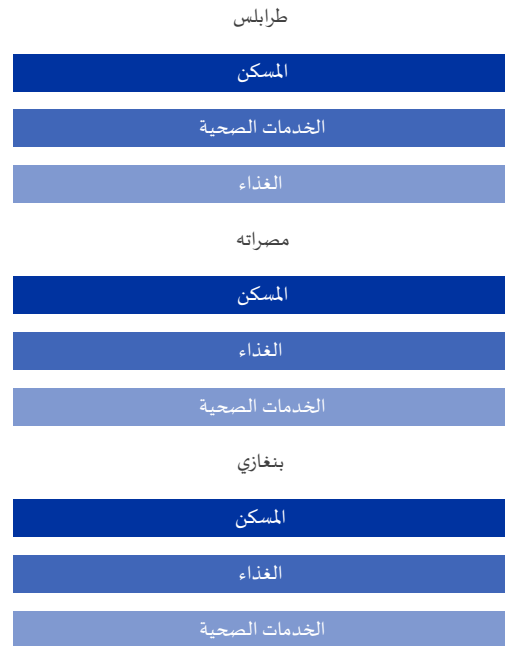 طرابلس
المسكن
الخدمات الصحية
الغذاء
مصراته
المسكن
الغذاء
الخدمات الصحية
بنغازي
المسكن
الغذاء
الخدمات الصحية